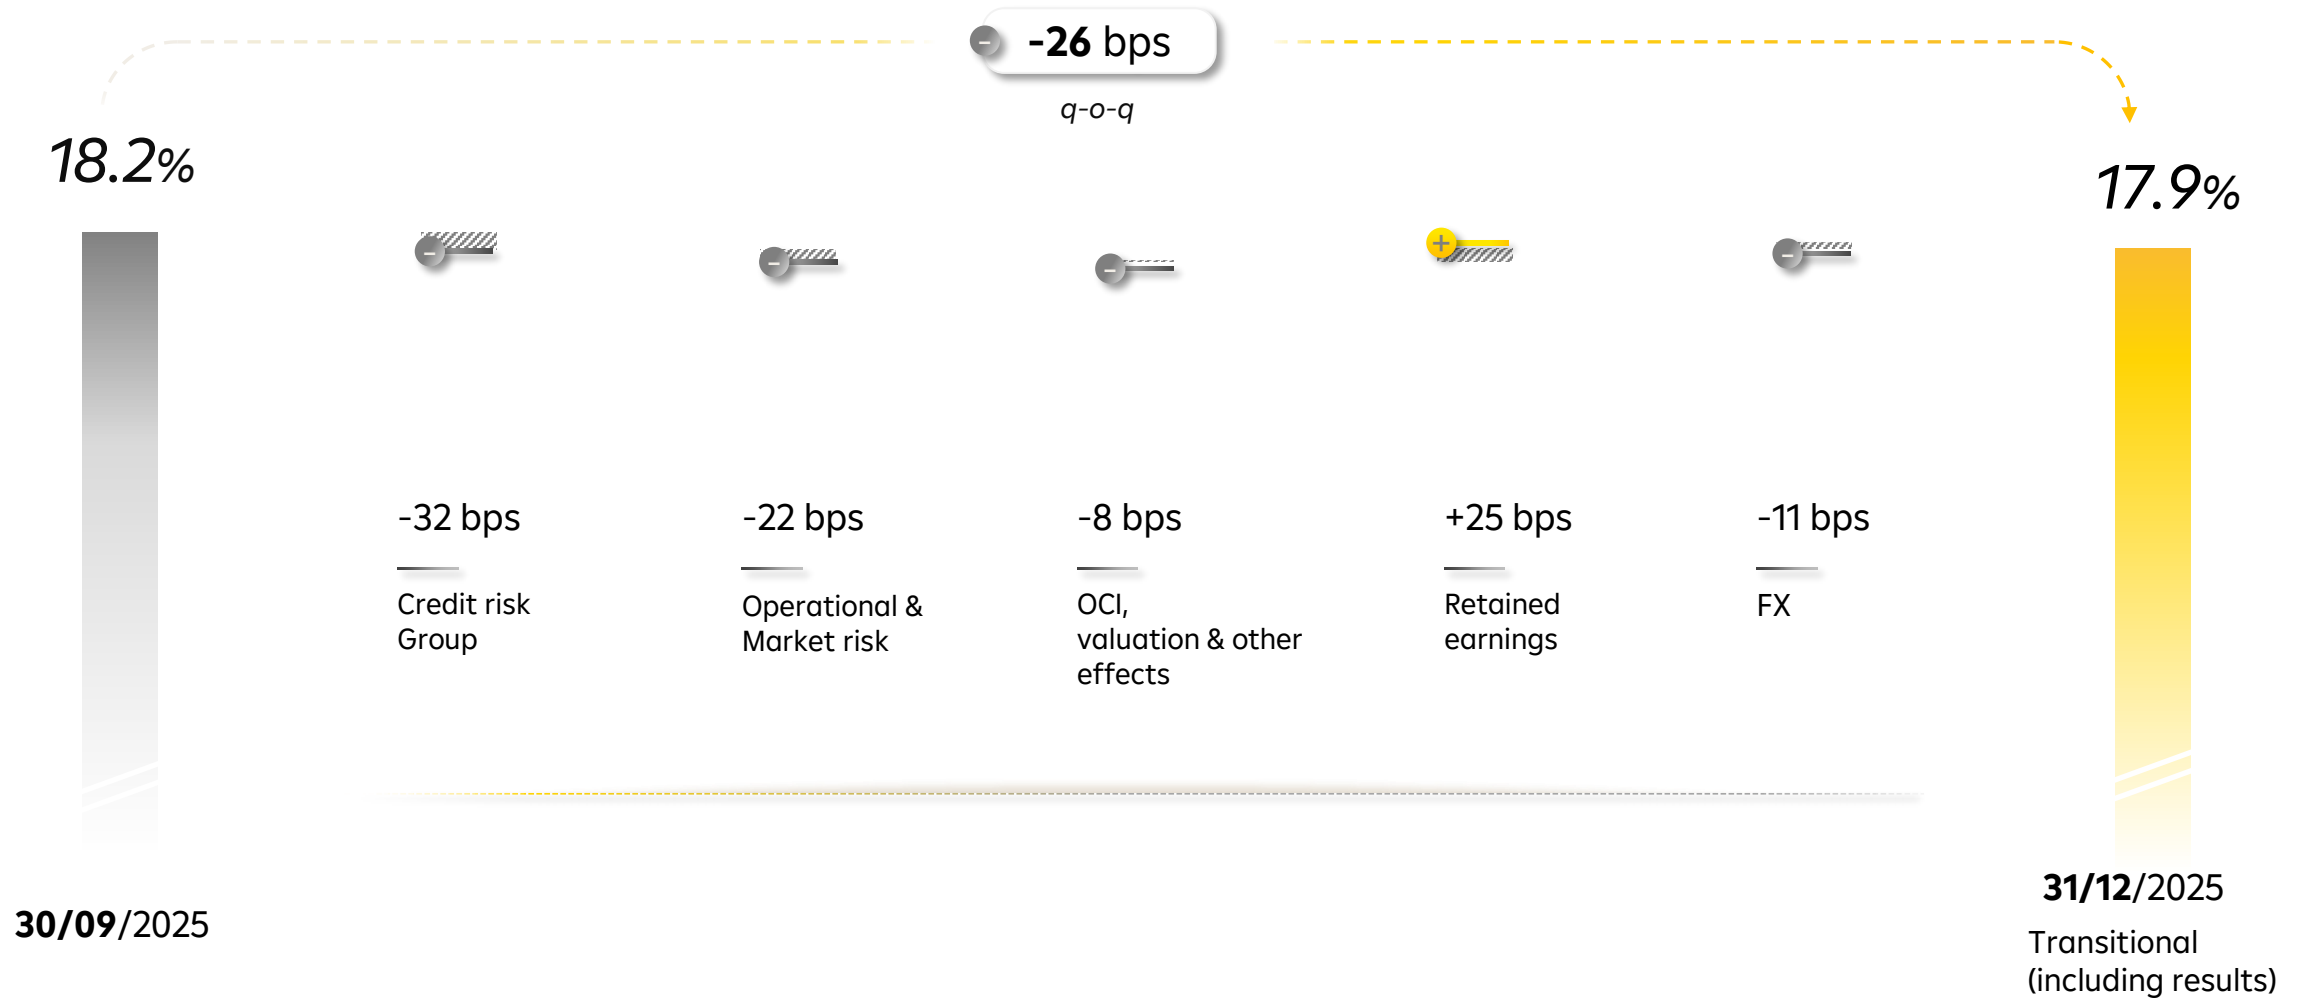 -26 bps
q-o-q
18.2%
17.9%
-32 bps
Credit risk
Group
-22 bps
Operational &
Market risk
-8 bps
OCI,
valuation & other
effects
+25 bps
Retained
earnings
-11 bps
FX
30/09/2025
31/12/2025
Transitional
(including results)